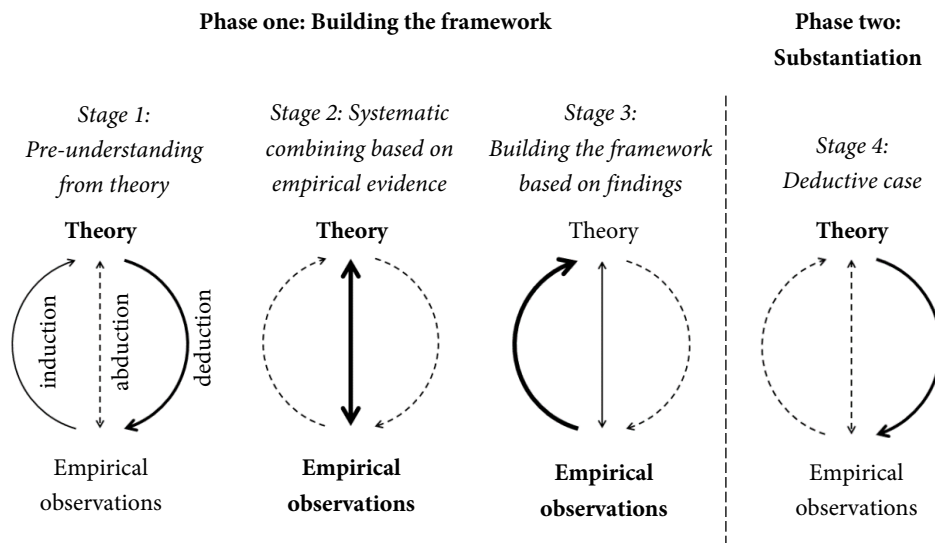 Phase one: Building the framework
Phase two:
Substantiation
Stage 1:
Pre-understanding
from theory
Theory
induction
abduction
deduction
Empirical
observations
Stage 2: Systematic
combining based on
empirical evidence
Theory
Empirical
observations
Stage 3:
Building the framework
based on findings
Theory
Empirical
observations
Stage 4:
Deductive case
Theory
Empirical
observations